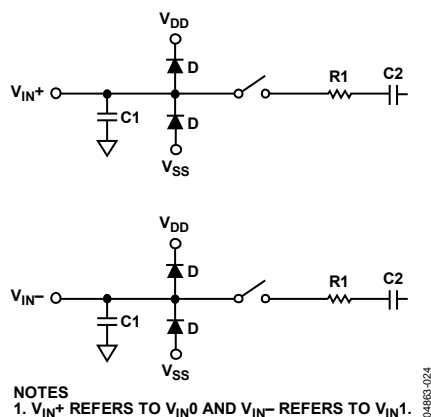 VDD
D
VIN+
R1
C2
C1
D
VSS
VDD
D
VIN−
R1
C2
C1
D
VSS
NOTES
1. VIN+ REFERS TO VIN0 AND VIN− REFERS TO VIN1.
04863-024